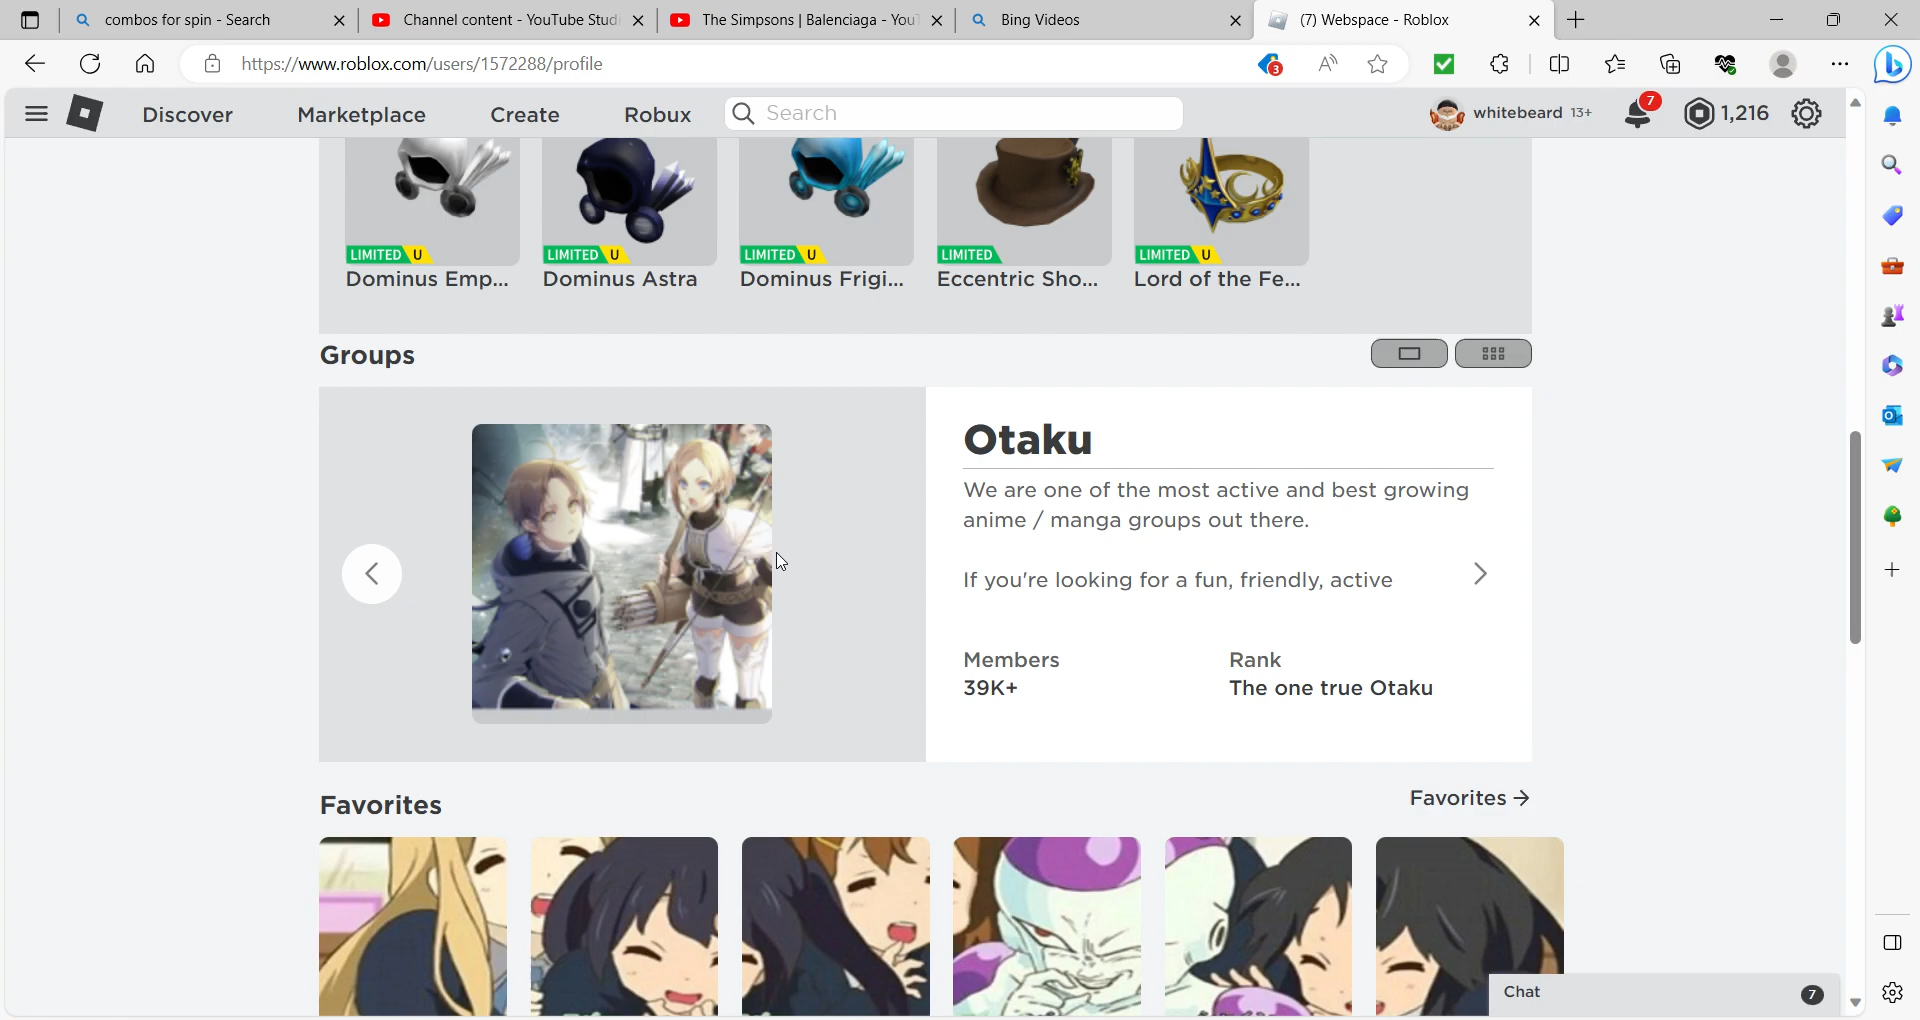 combos for spin - Search
Channel content - YouTube Studi
The Simpsons | Balenciaga - YouT
Bing Videos
(7) Webspace - Roblox
https://www.roblox.com/users/1572288/profile
3
Discover
Marketplace
Create
Robux
Search
whitebeard 13+
7
1,216
LIMITED U
LIMITED U
LIMITED U
LIMITED
LIMITED U
Dominus Emp...
Dominus Astra
Dominus Frigi...
Eccentric Sho...
Lord of the Fe...
Groups
Otaku
We are one of the most active and best growing
anime / manga groups out there.
If you're looking for a fun, friendly, active
Members
Rank
39K+
The one true Otaku
Favorites
Favorites →
Chat
7